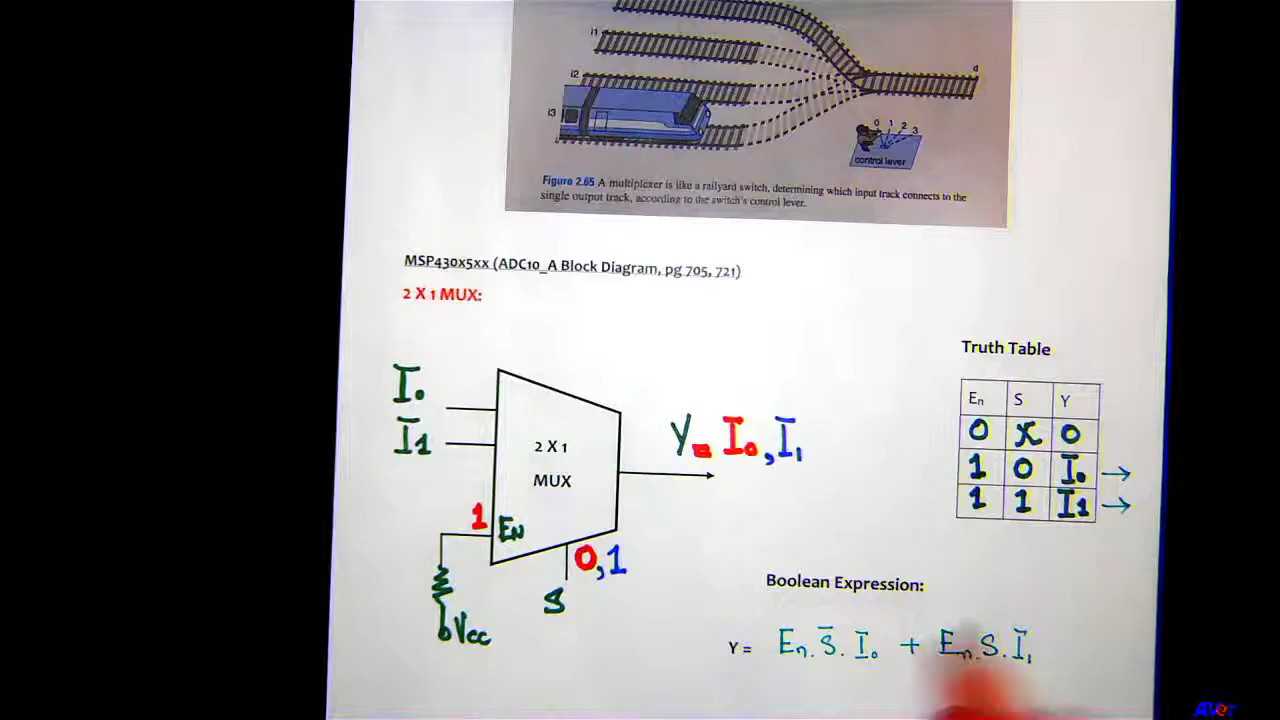 i1
d
i2
i3
0 1 2 3
control lever
Figure 2.65 A multiplexer is like a railyard switch, determining which input track connects to the
single output track, according to the switch's control lever.
MSP430x5xx (ADC10_A Block Diagram, pg 705, 721)
2 X 1 MUX:
Truth Table
En S Y
0 X 0
1 0 I0 →
1 1 I1 →
I0
I1
2 X 1
MUX
Y = I0, I1
1 En
0,1
S
Vcc
Boolean Expression:
Y = En.S̄.I0 + En.S.I1
AVer